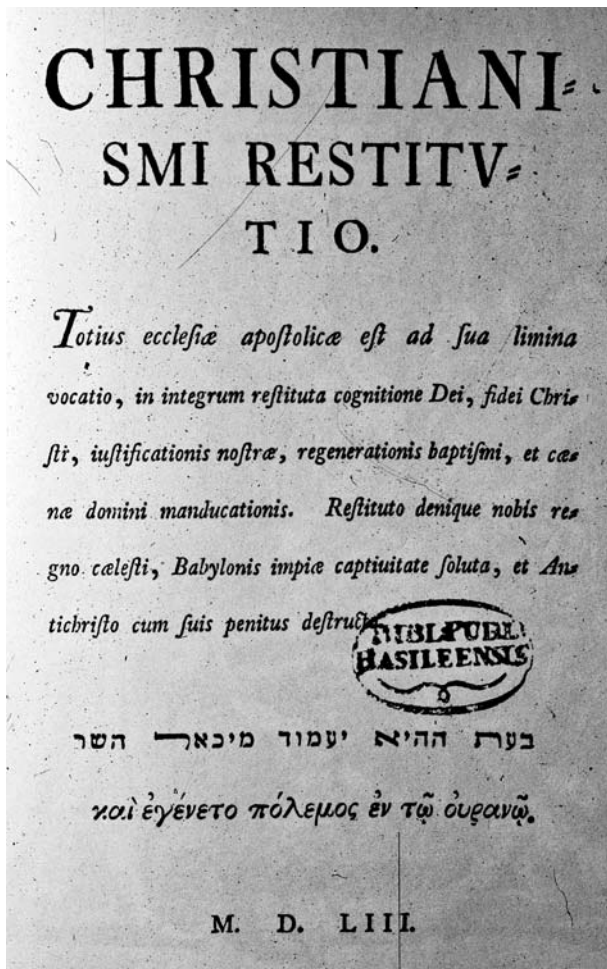 CHRISTIANI⸗
SMI RESTITV⸗
TIO.
Totius ecclesiæ apostolicæ est ad sua limina
vocatio, in integrum restituta cognitione Dei, fidei Chri⸗
sti, iustificationis nostræ, regenerationis baptismi, et cœ⸗
næ domini manducationis. Restituto denique nobis re⸗
gno cælesti, Babylonis impiæ captiuitate soluta, et An⸗
tichristo cum suis penitus destructo.
BIBL. PUBL.
BASILEENSIS
בעת ההיא יעמוד מיכאל השר
καὶ ἐγένετο πόλεμος ἐν τῷ οὐρανῷ.
M. D. LIII.